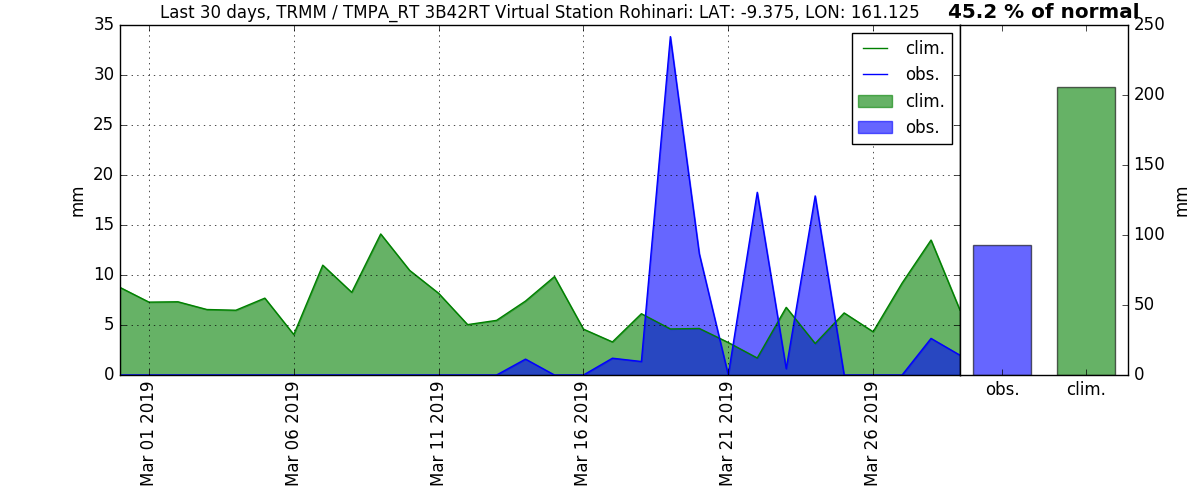 Last 30 days, TRMM / TMPA_RT 3B42RT Virtual Station Rohinari: LAT: -9.375, LON: 161.125
45.2 % of normal
35
30
25
20
15
10
5
0
mm
clim.
obs.
clim.
obs.
Mar 01 2019
Mar 06 2019
Mar 11 2019
Mar 16 2019
Mar 21 2019
Mar 26 2019
250
200
150
100
50
0
mm
obs.
clim.